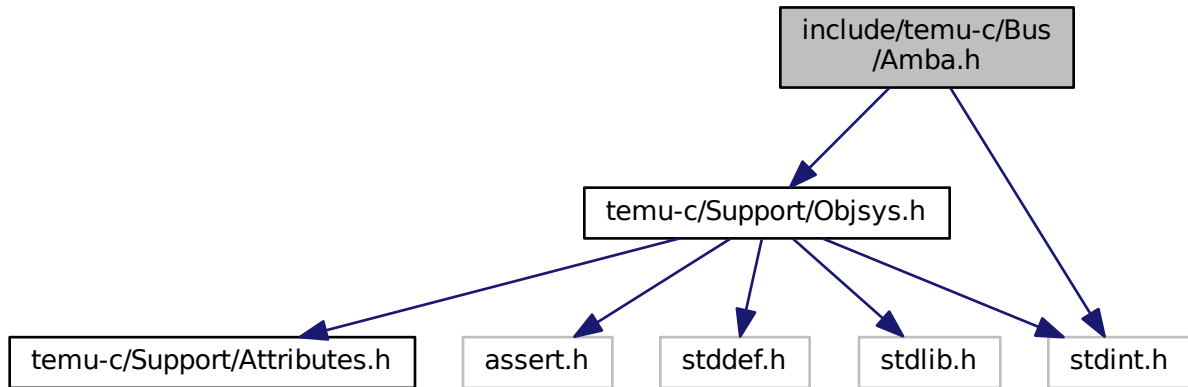 include/temu-c/Bus
/Amba.h
temu-c/Support/Objsys.h
temu-c/Support/Attributes.h
assert.h
stddef.h
stdlib.h
stdint.h